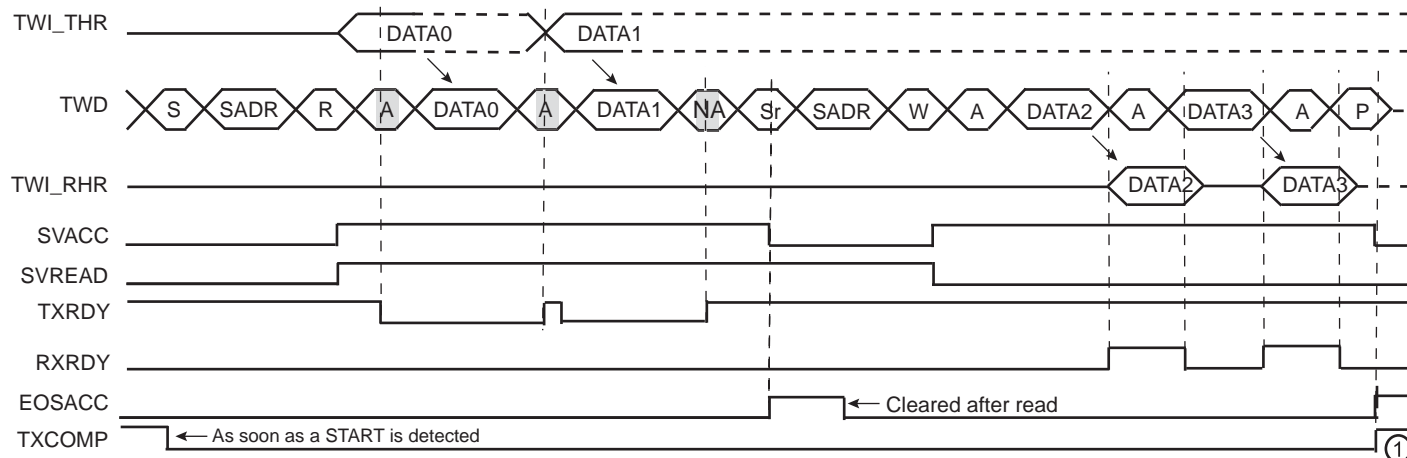 TWI_THR DATA0 DATA1
TWD S SADR R A DATA0 A DATA1 NA Sr SADR W A DATA2 A DATA3 A P
TWI_RHR DATA2 DATA3
SVACC
SVREAD
TXRDY
RXRDY
EOSACC Cleared after read
TXCOMP As soon as a START is detected 1